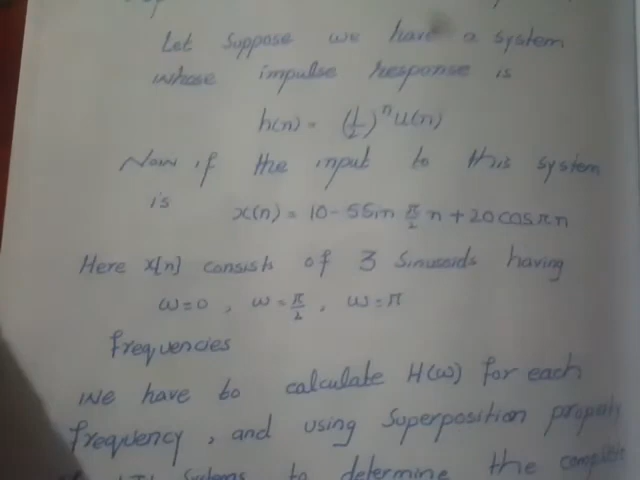 Let Suppose we have a system
whose impulse response is
h(n) = (1/2)^n u(n)
Now if the input to this system
is
x(n) = 10 - 5 Sin π/2 n + 20 cos π n
Here x[n] consists of 3 Sinusoids having
ω = 0 , ω = π/2 , ω = π
frequencies
we have to calculate H(ω) for each
frequency, and using Superposition property
Systems to determine the complete